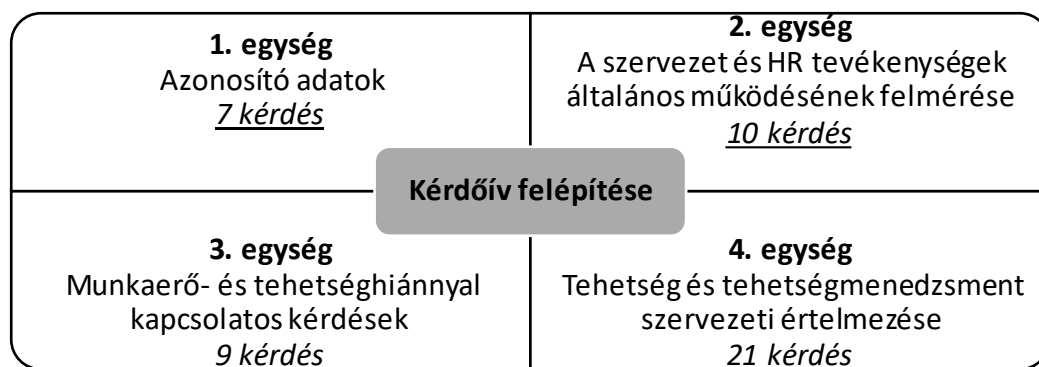 1. egység
Azonosító adatok
7 kérdés
2. egység
A szervezet és HR tevékenységek
általános működésének felmérése
10 kérdés
Kérdőív felépítése
3. egység
Munkaerő- és tehetséghiánnyal
kapcsolatos kérdések
9 kérdés
4. egység
Tehetség és tehetségmenedzsment
szervezeti értelmezése
21 kérdés